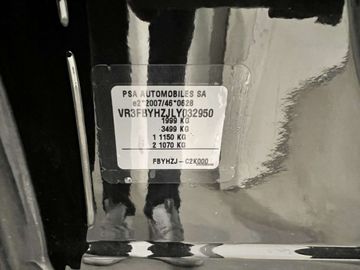 PSA AUTOMOBILES SA
e2*2007/46*0628
VR3FBYHZJLY032950
1999 KG
3499 KG
1 1150 KG
2 1070 KG
FBYHZJ-C2K000